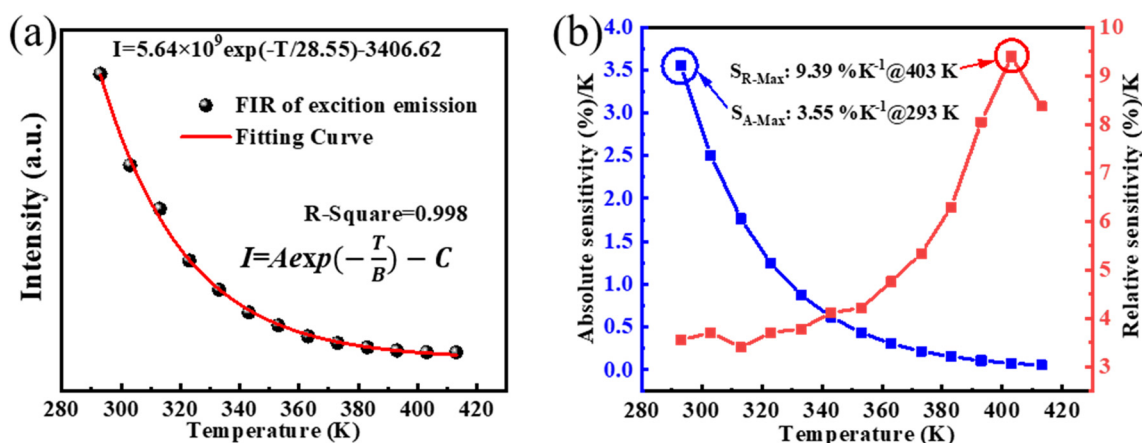 (a)
I=5.64×10⁹exp(-T/28.55)-3406.62
FIR of excition emission
Fitting Curve
R-Square=0.998
I=Aexp(−T/B) − C
Intensity (a.u.)
280 300 320 340 360 380 400 420
Temperature (K)
(b)
4.0
3.5
3.0
2.5
2.0
1.5
1.0
0.5
0.0
Absolute sensitivity (%)/K
S_R-Max: 9.39 %K⁻¹@403 K
S_A-Max: 3.55 %K⁻¹@293 K
10
9
8
7
6
5
4
3
Relative sensitivity (%)/K
280 300 320 340 360 380 400 420
Temperature (K)